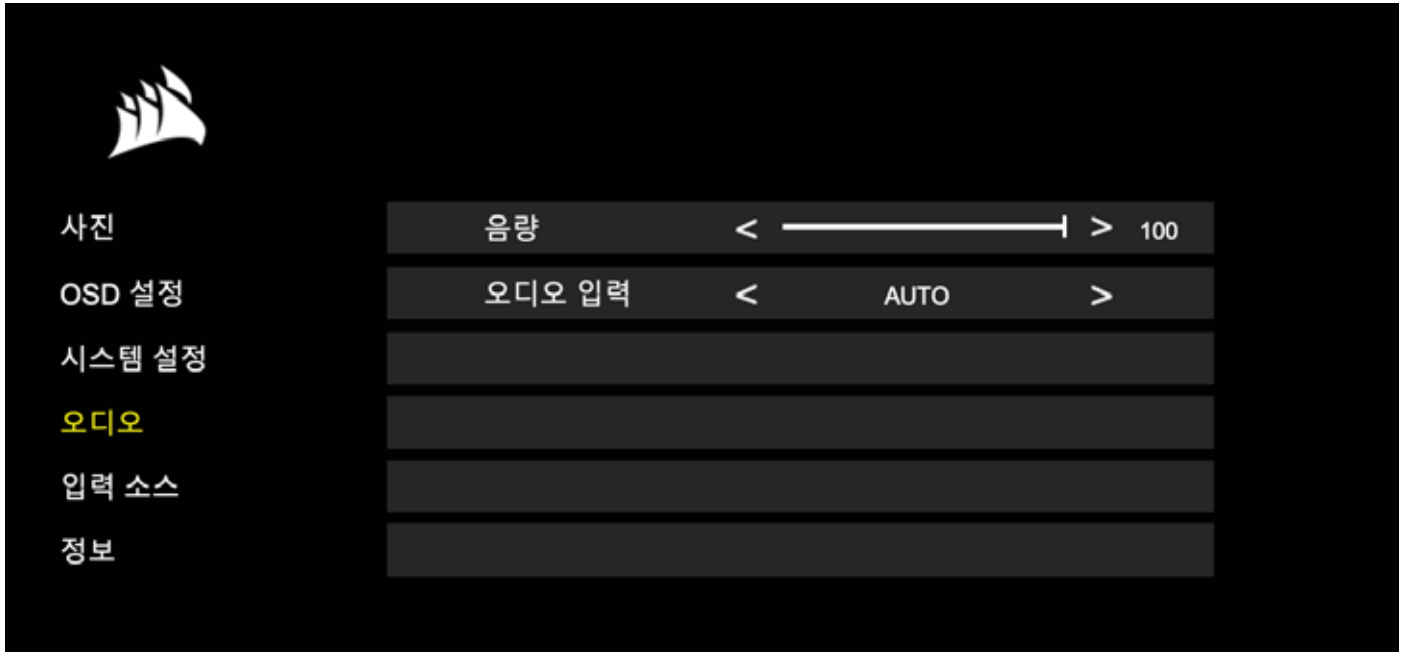 사진 음량 < > 100
OSD 설정 오디오 입력 < AUTO >
시스템 설정
오디오
입력 소스
정보